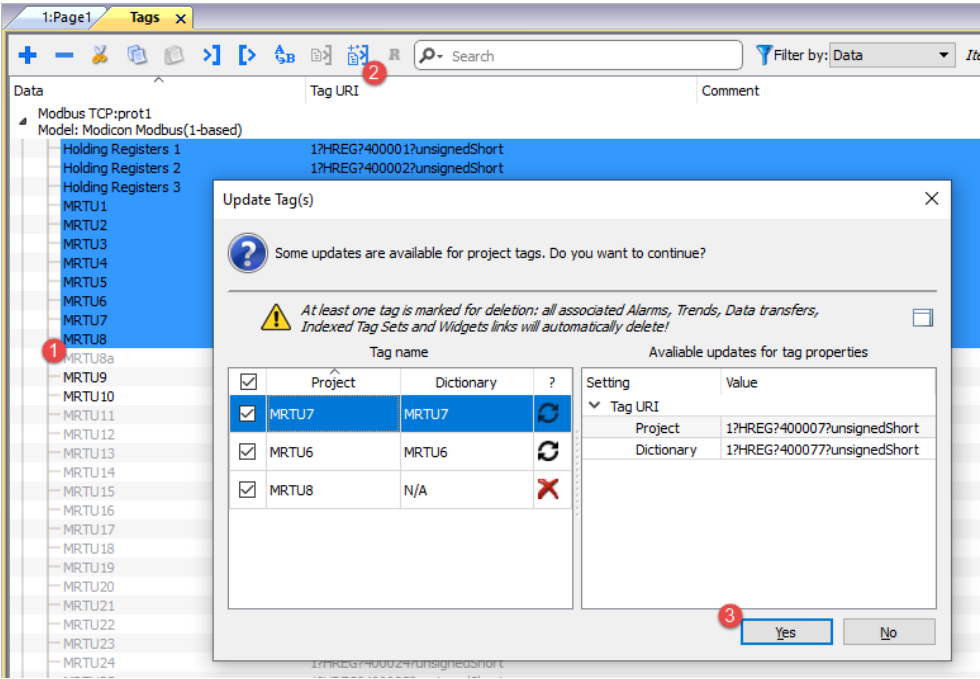 1:Page1 Tags x
A B R Search Filter by: Data Ite
2
Data Tag URI Comment
Modbus TCP:prot1
Model: Modicon Modbus(1-based)
Holding Registers 1 1?HREG?400001?unsignedShort
Holding Registers 2 1?HREG?400002?unsignedShort
Holding Registers 3
MRTU1
MRTU2
MRTU3
MRTU4
MRTU5
MRTU6
MRTU7
MRTU8
1
MRTU8a
MRTU9
MRTU10
MRTU11
MRTU12
MRTU13
MRTU14
MRTU15
MRTU16
MRTU17
MRTU18
MRTU19
MRTU20
MRTU21
MRTU22
MRTU23
MRTU24 1?HREG?400024?unsignedShort
Update Tag(s)
Some updates are available for project tags. Do you want to continue?
At least one tag is marked for deletion: all associated Alarms, Trends, Data transfers,
Indexed Tag Sets and Widgets links will automatically delete!
Tag name Avaliable updates for tag properties
Project Dictionary ? Setting Value
MRTU7 MRTU7
MRTU6 MRTU6
MRTU8 N/A
Tag URI
Project 1?HREG?400007?unsignedShort
Dictionary 1?HREG?400077?unsignedShort
3
Yes No